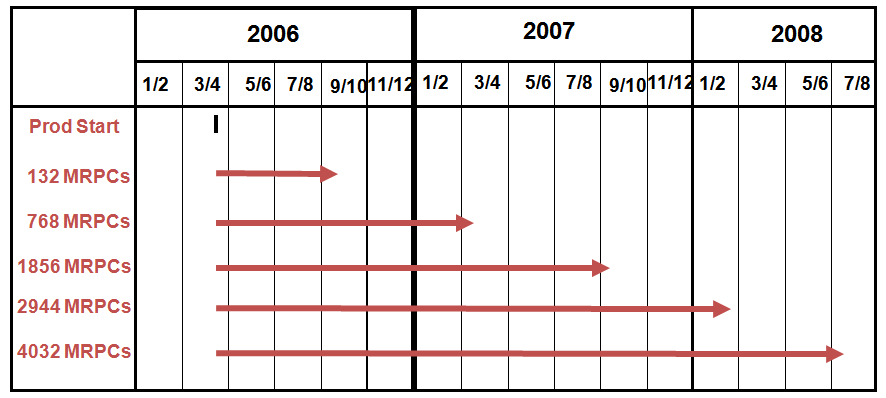 2006 2007 2008
1/2 3/4 5/6 7/8 9/10 11/12 1/2 3/4 5/6 7/8 9/10 11/12 1/2 3/4 5/6 7/8
Prod Start
132 MRPCs
768 MRPCs
1856 MRPCs
2944 MRPCs
4032 MRPCs